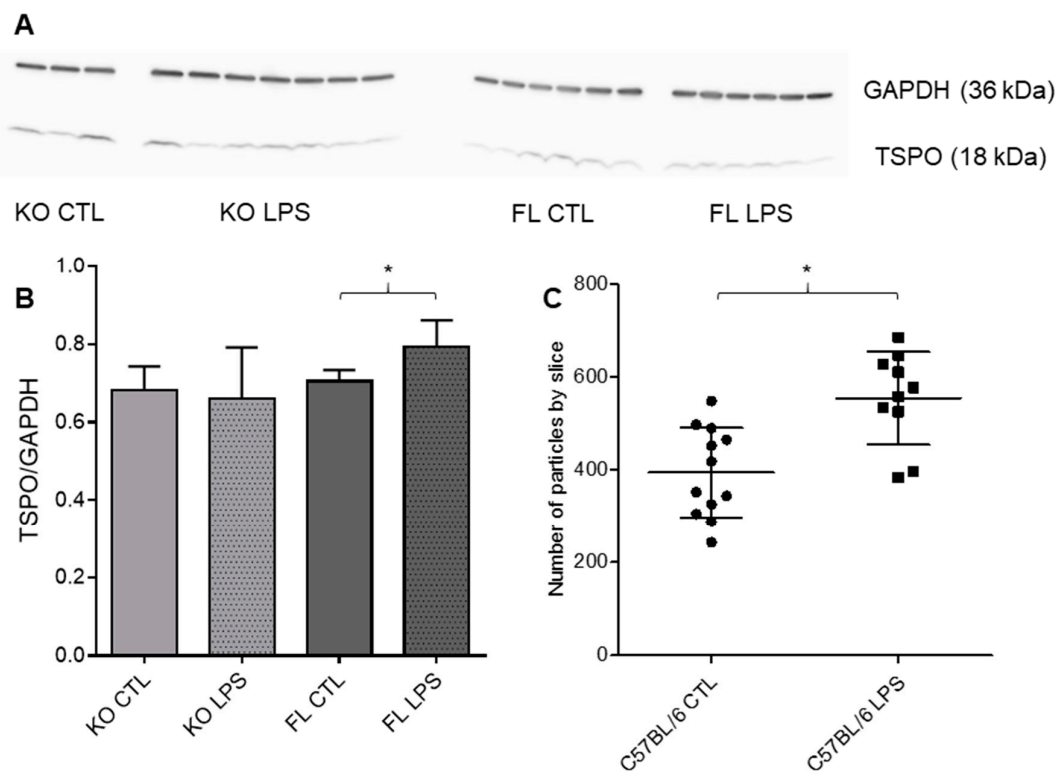 A
GAPDH (36 kDa)
TSPO (18 kDa)
KO CTL KO LPS FL CTL FL LPS
B
TSPO/GAPDH
1.0
0.8
0.6
0.4
0.2
0.0
*
KO CTL
KO LPS
FL CTL
FL LPS
C
Number of particles by slice
800
600
400
200
0
*
C57BL/6 CTL
C57BL/6 LPS